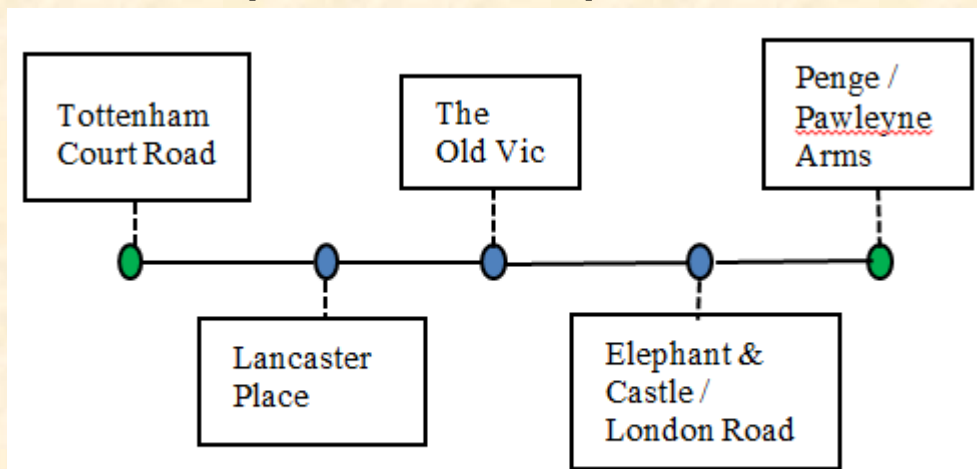 Tottenham
Court Road
Lancaster
Place
The
Old Vic
Elephant &
Castle /
London Road
Penge /
Pawleyne
Arms